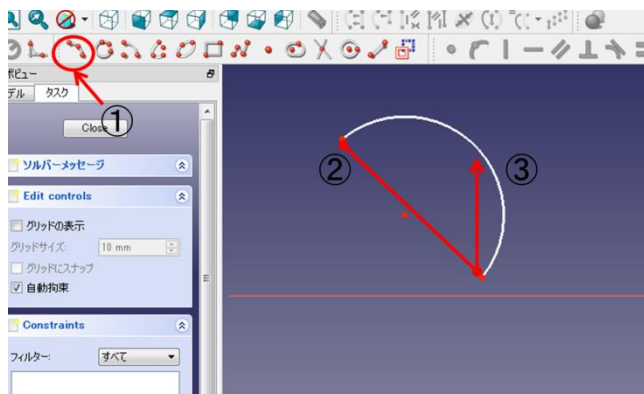 ボビュー
デル タスク
①
Close
ソルバーメッセージ
②
③
Edit controls
グリッドの表示
グリッドサイズ: 10 mm
グリッドにスナップ
自動拘束
Constraints
フィルター: すべて